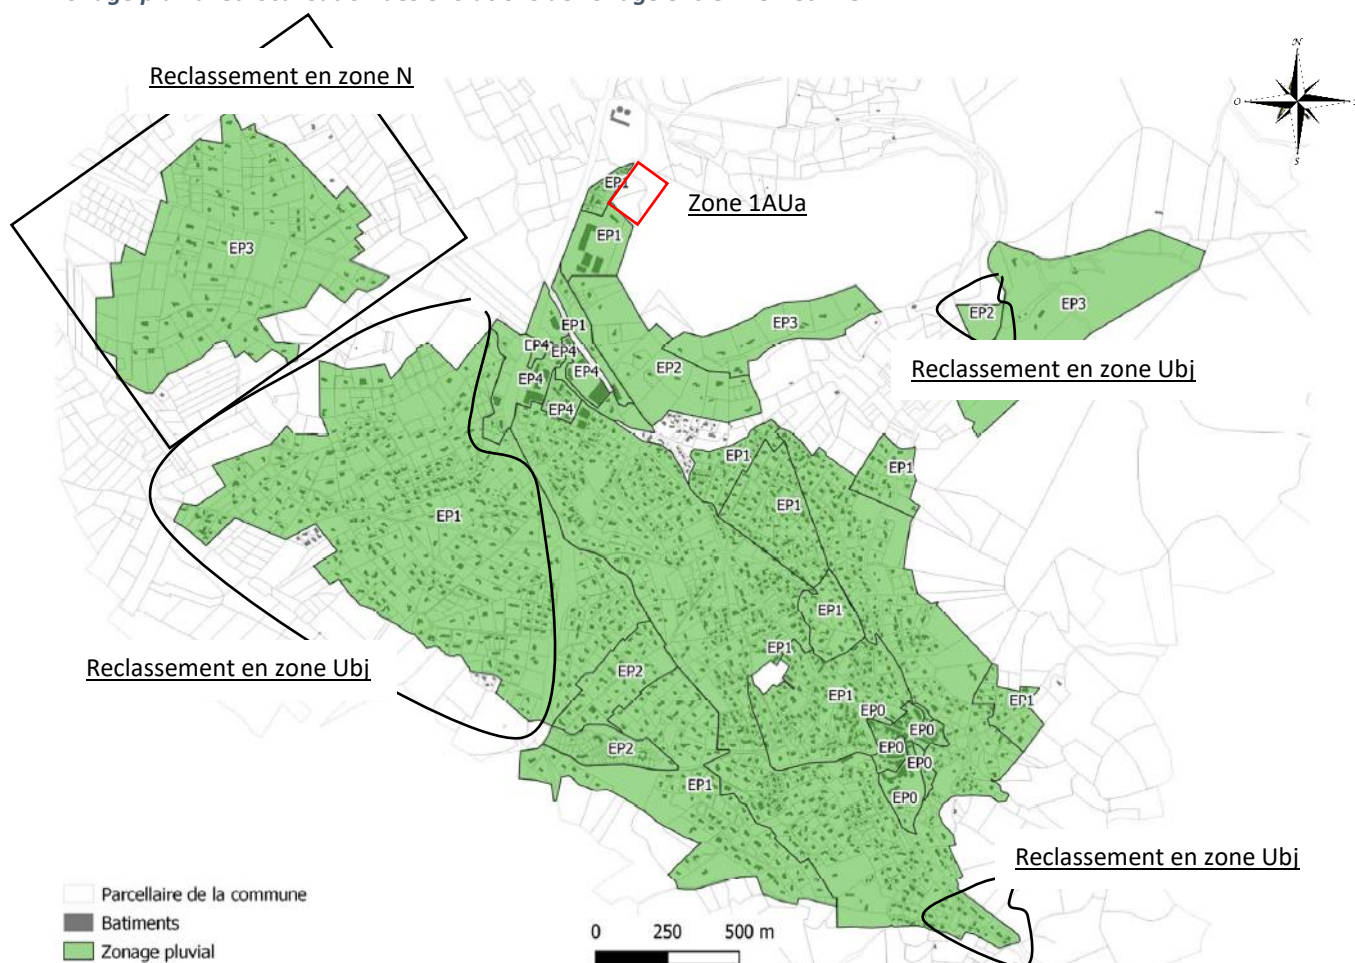 Reclassement en zone N
N
O
S
EP1
Zone 1AUa
EP1
EP3
EP3
EP2
EP3
EP1
EP4
EP4
EP4
EP4
EP2
EP4
Reclassement en zone Ubj
EP1
EP1
EP1
EP1
EP1
EP1
Reclassement en zone Ubj
EP2
EP1
EP1
EP0
EP0
EP0
EP0
EP2
EP1
EP0
Reclassement en zone Ubj
Parcellaire de la commune
Batiments
Zonage pluvial
0 250 500 m